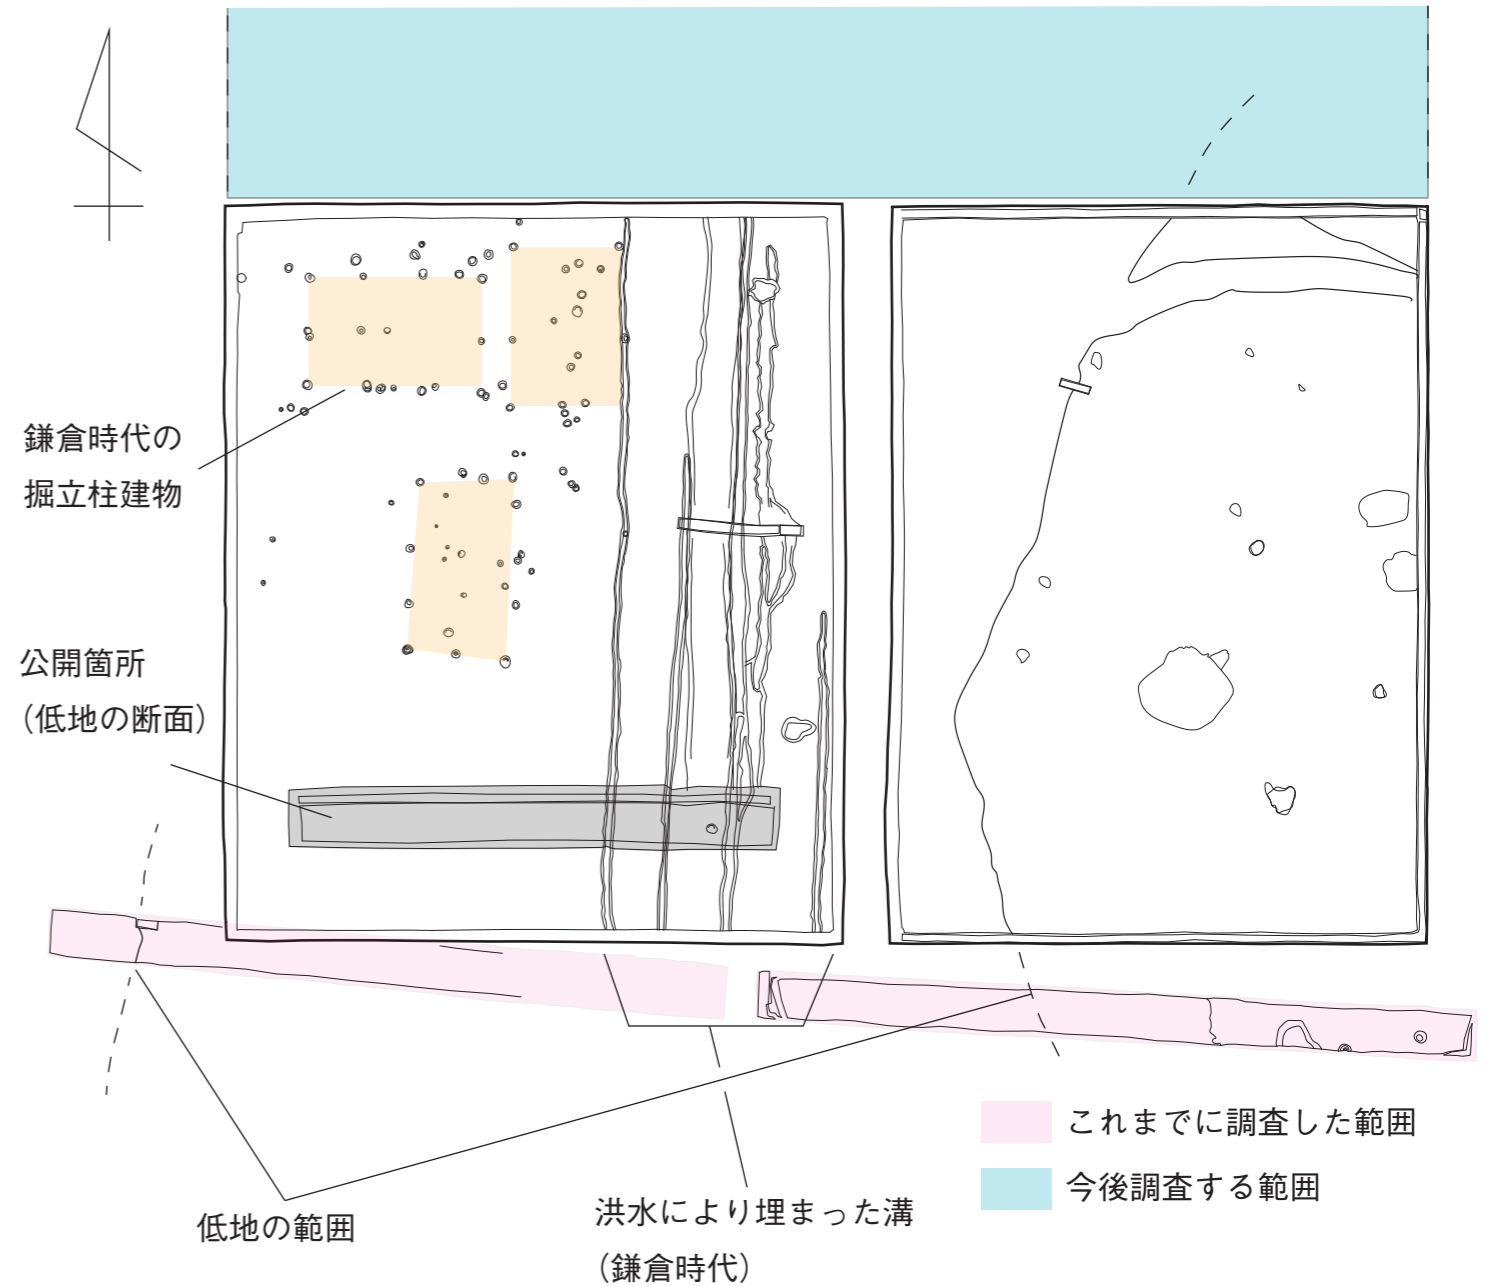 鎌倉時代の
掘立柱建物
公開箇所
(低地の断面)
低地の範囲
洪水により埋まった溝
(鎌倉時代)
これまでに調査した範囲
今後調査する範囲